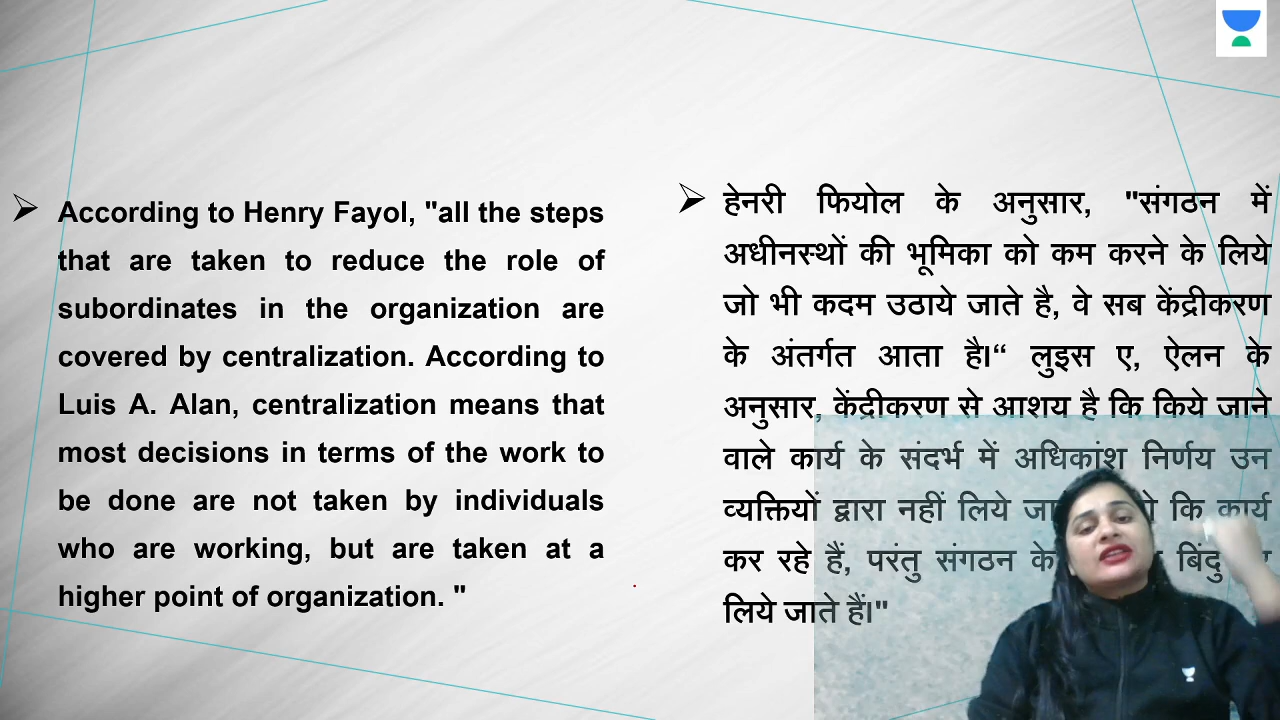 According to Henry Fayol, "all the steps
that are taken to reduce the role of
subordinates in the organization are
covered by centralization. According to
Luis A. Alan, centralization means that
most decisions in terms of the work to
be done are not taken by individuals
who are working, but are taken at a
higher point of organization. "
हेनरी फियोल के अनुसार, "संगठन में
अधीनस्थों की भूमिका को कम करने के लिये
जो भी कदम उठाये जाते है, वे सब केंद्रीकरण
के अंतर्गत आता है।“ लुइस ए, ऐलन के
अनुसार, केंद्रीकरण से आशय है कि किये जाने
वाले कार्य के संदर्भ में अधिकांश निर्णय उन
व्यक्तियों द्वारा नहीं लिये कि कार्य
कर रहे हैं, परंतु संगठन के बिंदु
लिये जाते हैं।"